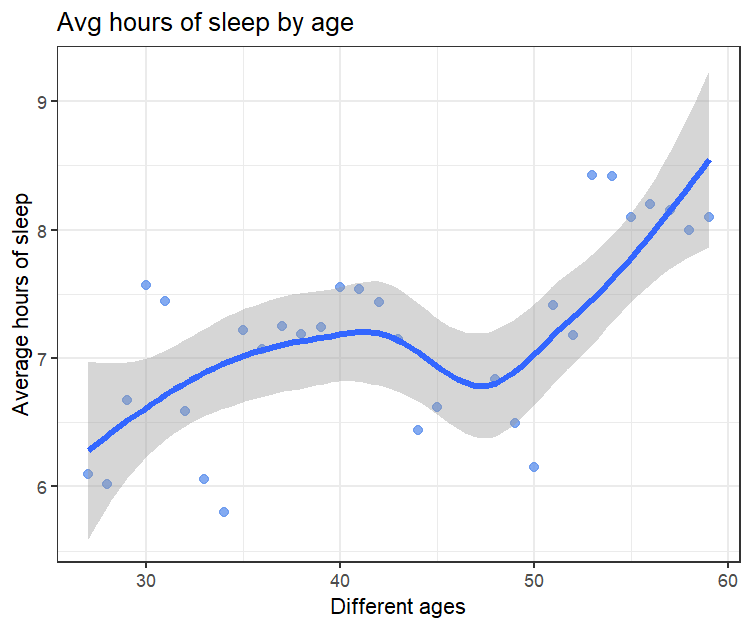 Avg hours of sleep by age
Average hours of sleep
9
8
7
6
30 40 50 60
Different ages